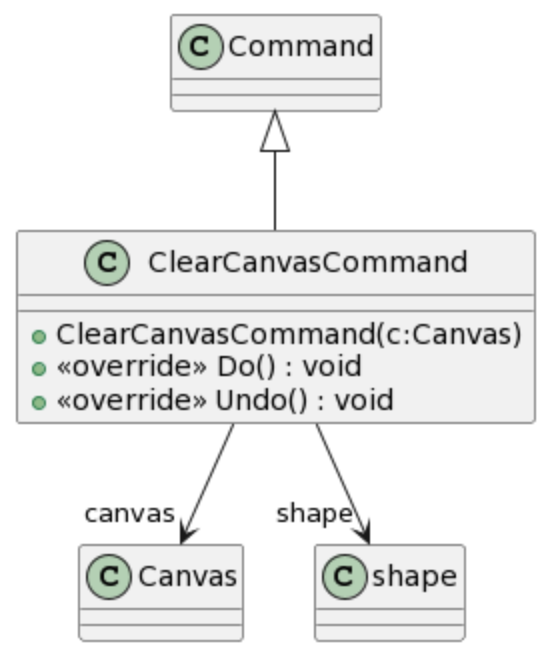 C Command
C ClearCanvasCommand
ClearCanvasCommand(c:Canvas)
«override» Do() : void
«override» Undo() : void
canvas shape
C Canvas C shape